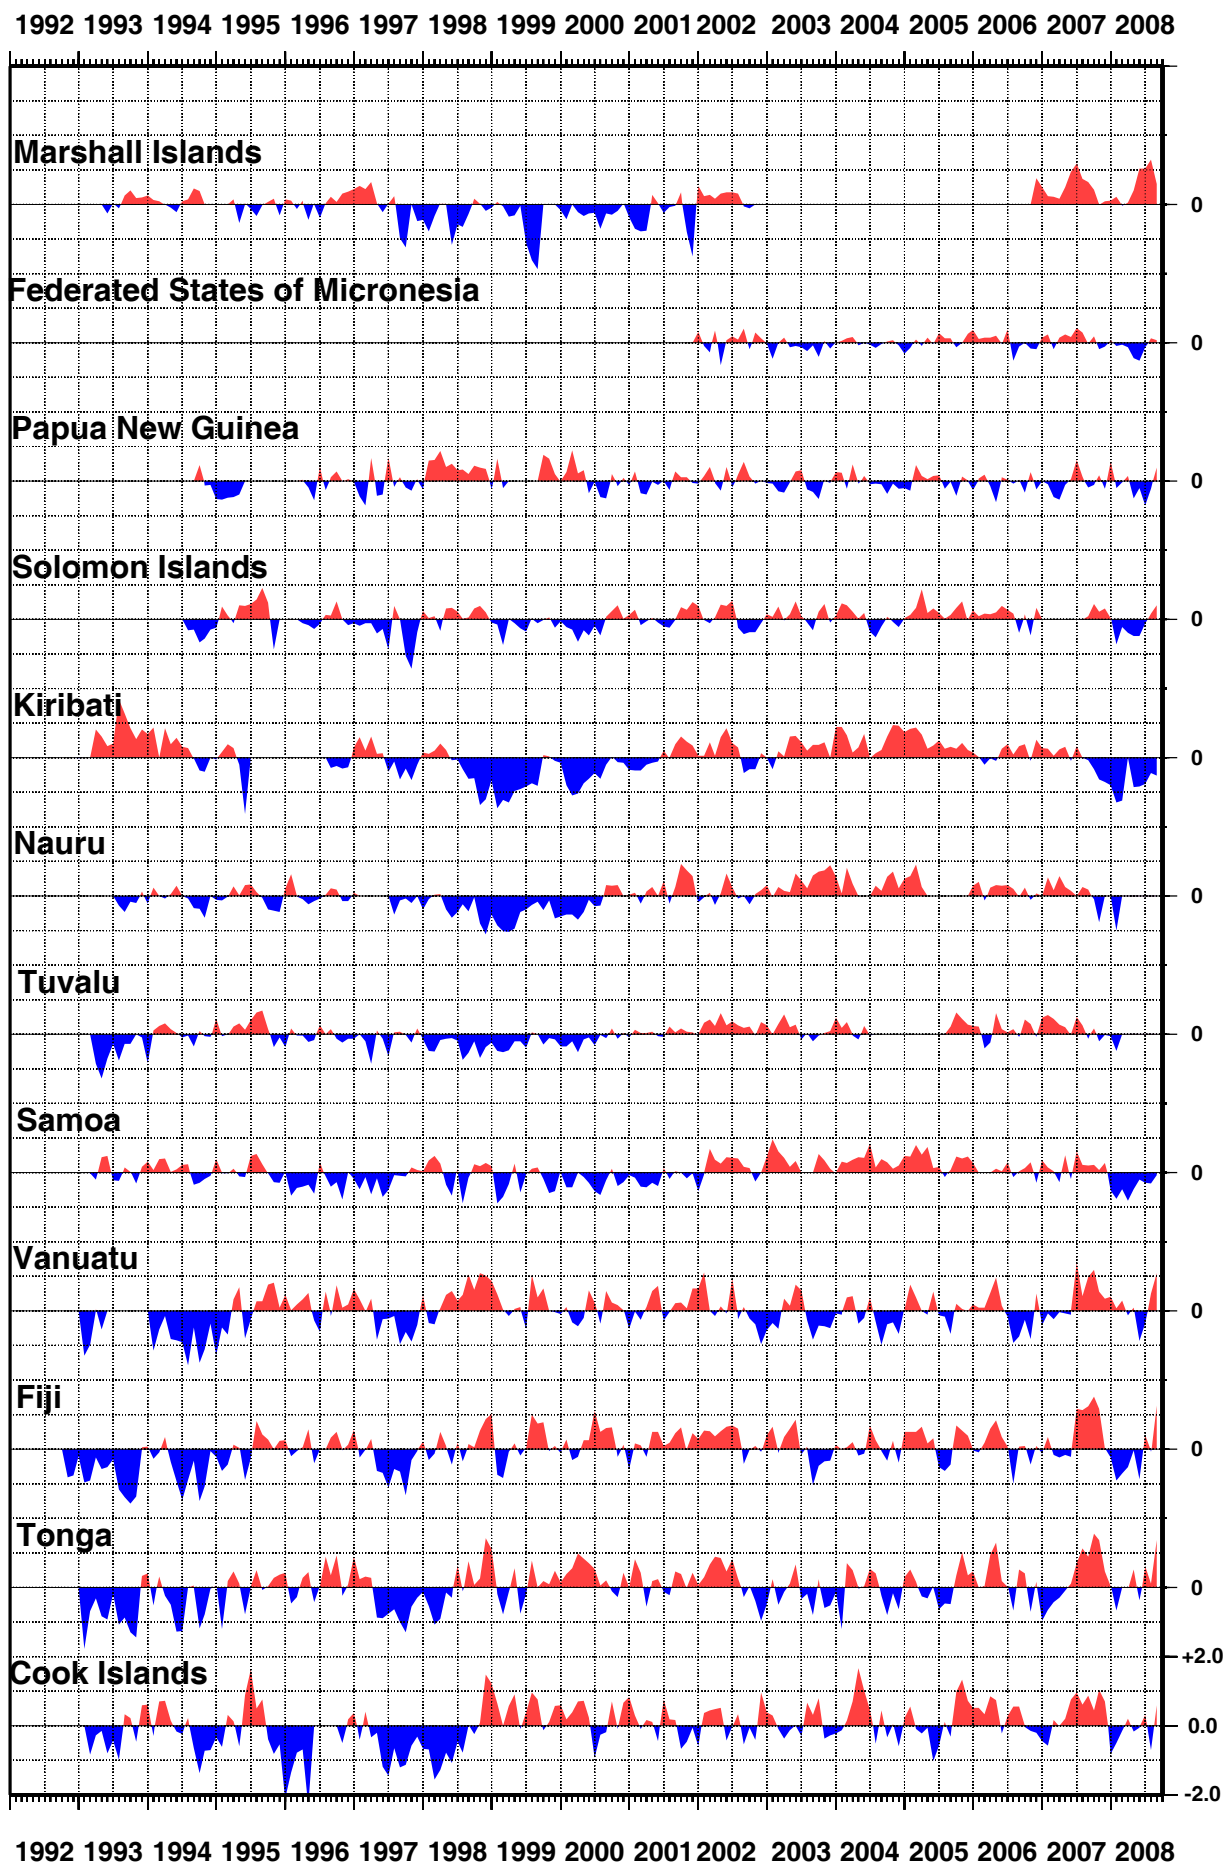 1992 1993 1994 1995 1996 1997 1998 1999 2000 2001 2002 2003 2004 2005 2006 2007 2008
Marshall Islands
0
Federated States of Micronesia
0
Papua New Guinea
0
Solomon Islands
0
Kiribati
0
Nauru
0
Tuvalu
0
Samoa
0
Vanuatu
0
Fiji
0
Tonga
0
+2.0
Cook Islands
0.0
-2.0
1992 1993 1994 1995 1996 1997 1998 1999 2000 2001 2002 2003 2004 2005 2006 2007 2008